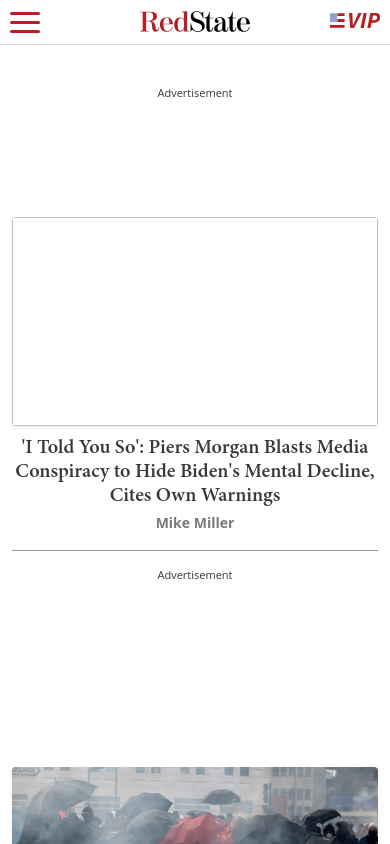 RedState
VIP
Advertisement
'I Told You So': Piers Morgan Blasts Media
Conspiracy to Hide Biden's Mental Decline,
Cites Own Warnings
Mike Miller
Advertisement